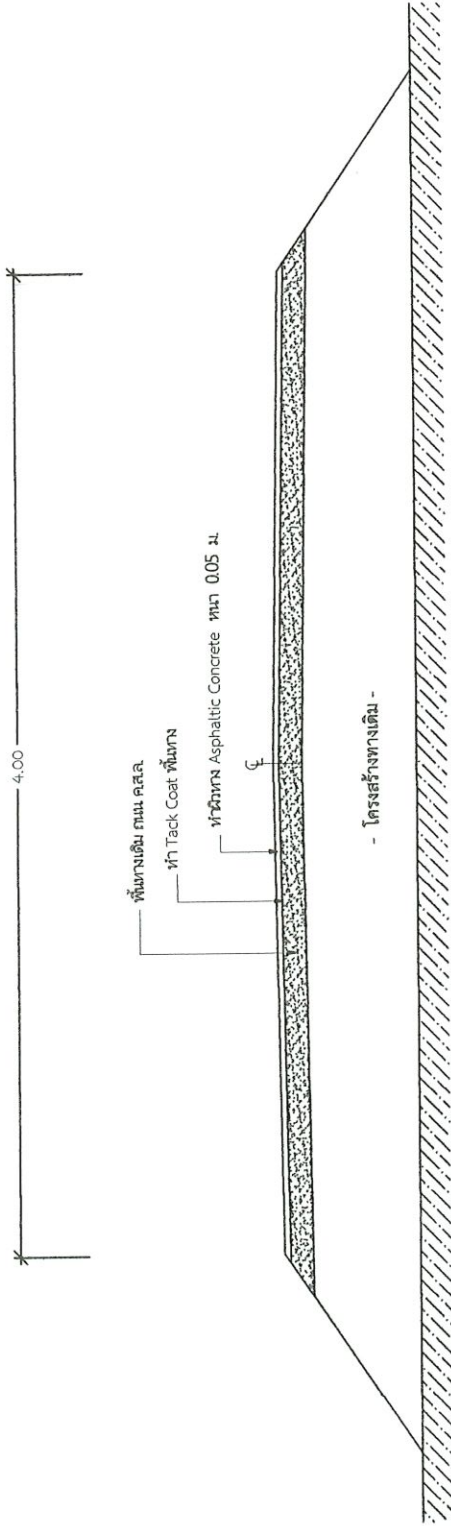 4.00
พื้นทางเดิม ถนน ค.ส.ล.
ทำ Tack Coat พื้นทาง
ทำผิวทาง Asphaltic Concrete หนา 0.05 ม.
℄
- โครงสร้างทางเดิม -